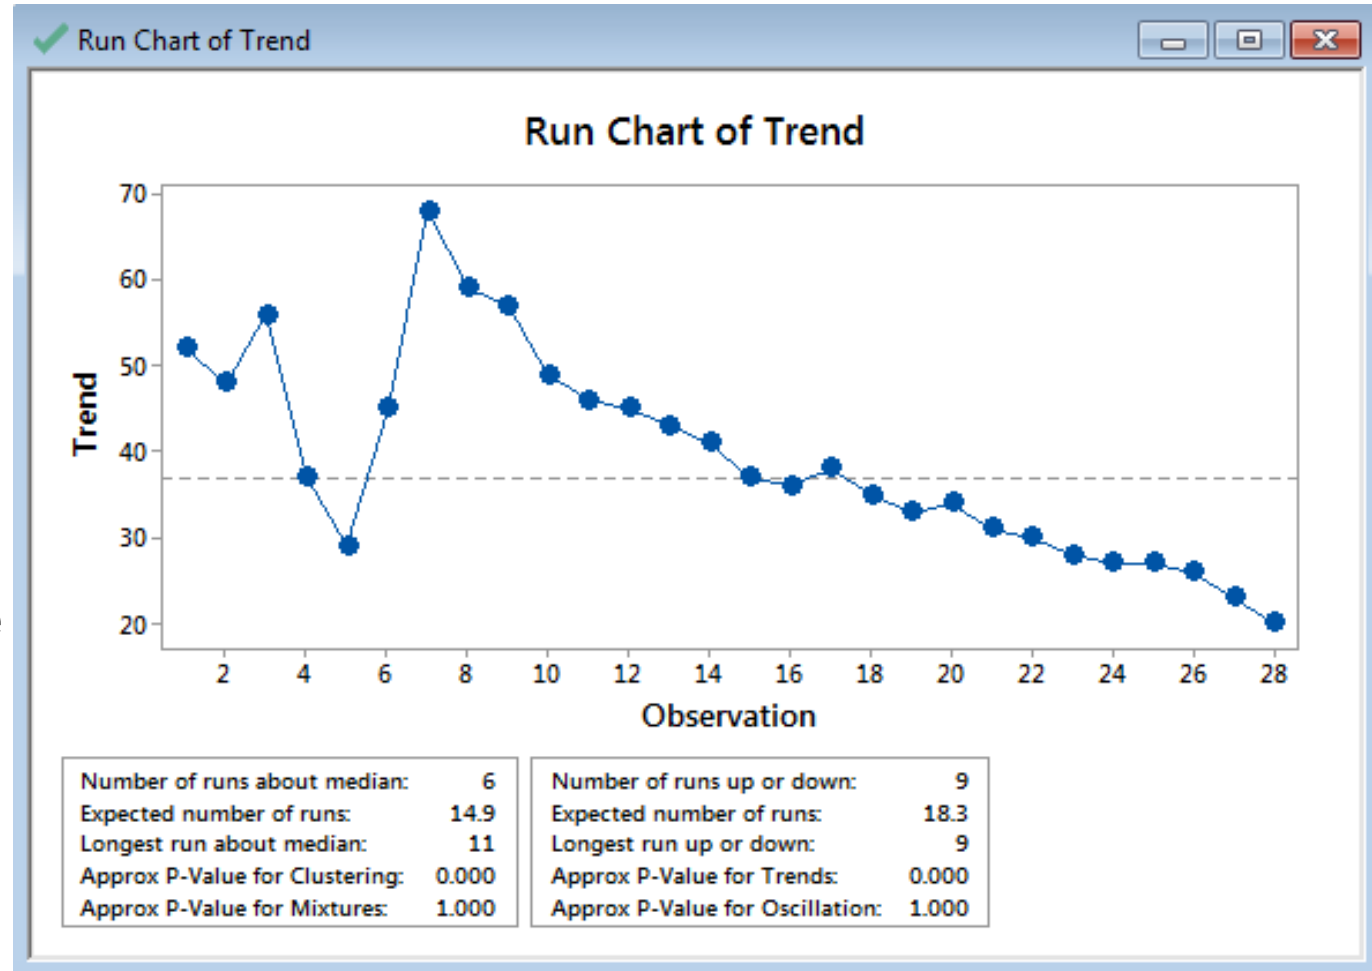 Run Chart of Trend
Run Chart of Trend
70
60
50
40
30
20
Trend
2 4 6 8 10 12 14 16 18 20 22 24 26 28
Observation
Number of runs about median: 6
Expected number of runs: 14.9
Longest run about median: 11
Approx P-Value for Clustering: 0.000
Approx P-Value for Mixtures: 1.000
Number of runs up or down: 9
Expected number of runs: 18.3
Longest run up or down: 9
Approx P-Value for Trends: 0.000
Approx P-Value for Oscillation: 1.000